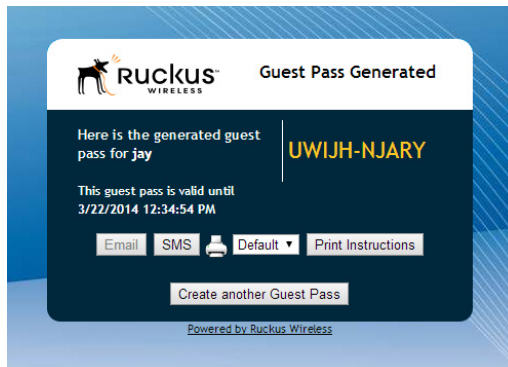 Ruckus™
WIRELESS
Guest Pass Generated
Here is the generated guest
pass for jay
UWIJH-NJARY
This guest pass is valid until
3/22/2014 12:34:54 PM
Email SMS Default Print Instructions
Create another Guest Pass
Powered by Ruckus Wireless